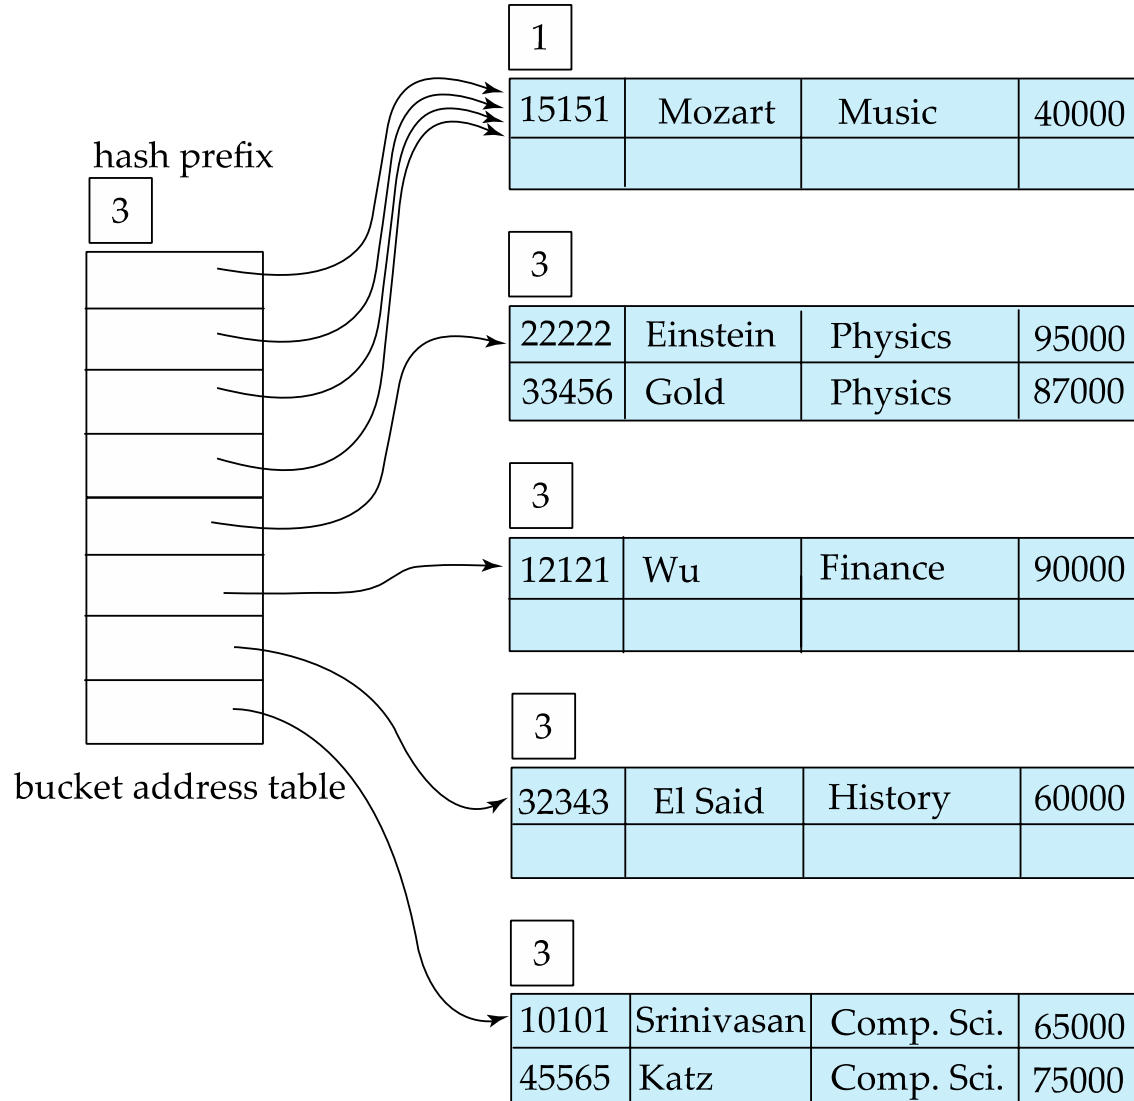 1
15151 Mozart Music 40000
hash prefix
3
3
22222 Einstein Physics 95000
33456 Gold Physics 87000
3
12121 Wu Finance 90000
3
bucket address table
32343 El Said History 60000
3
10101 Srinivasan Comp. Sci. 65000
45565 Katz Comp. Sci. 75000